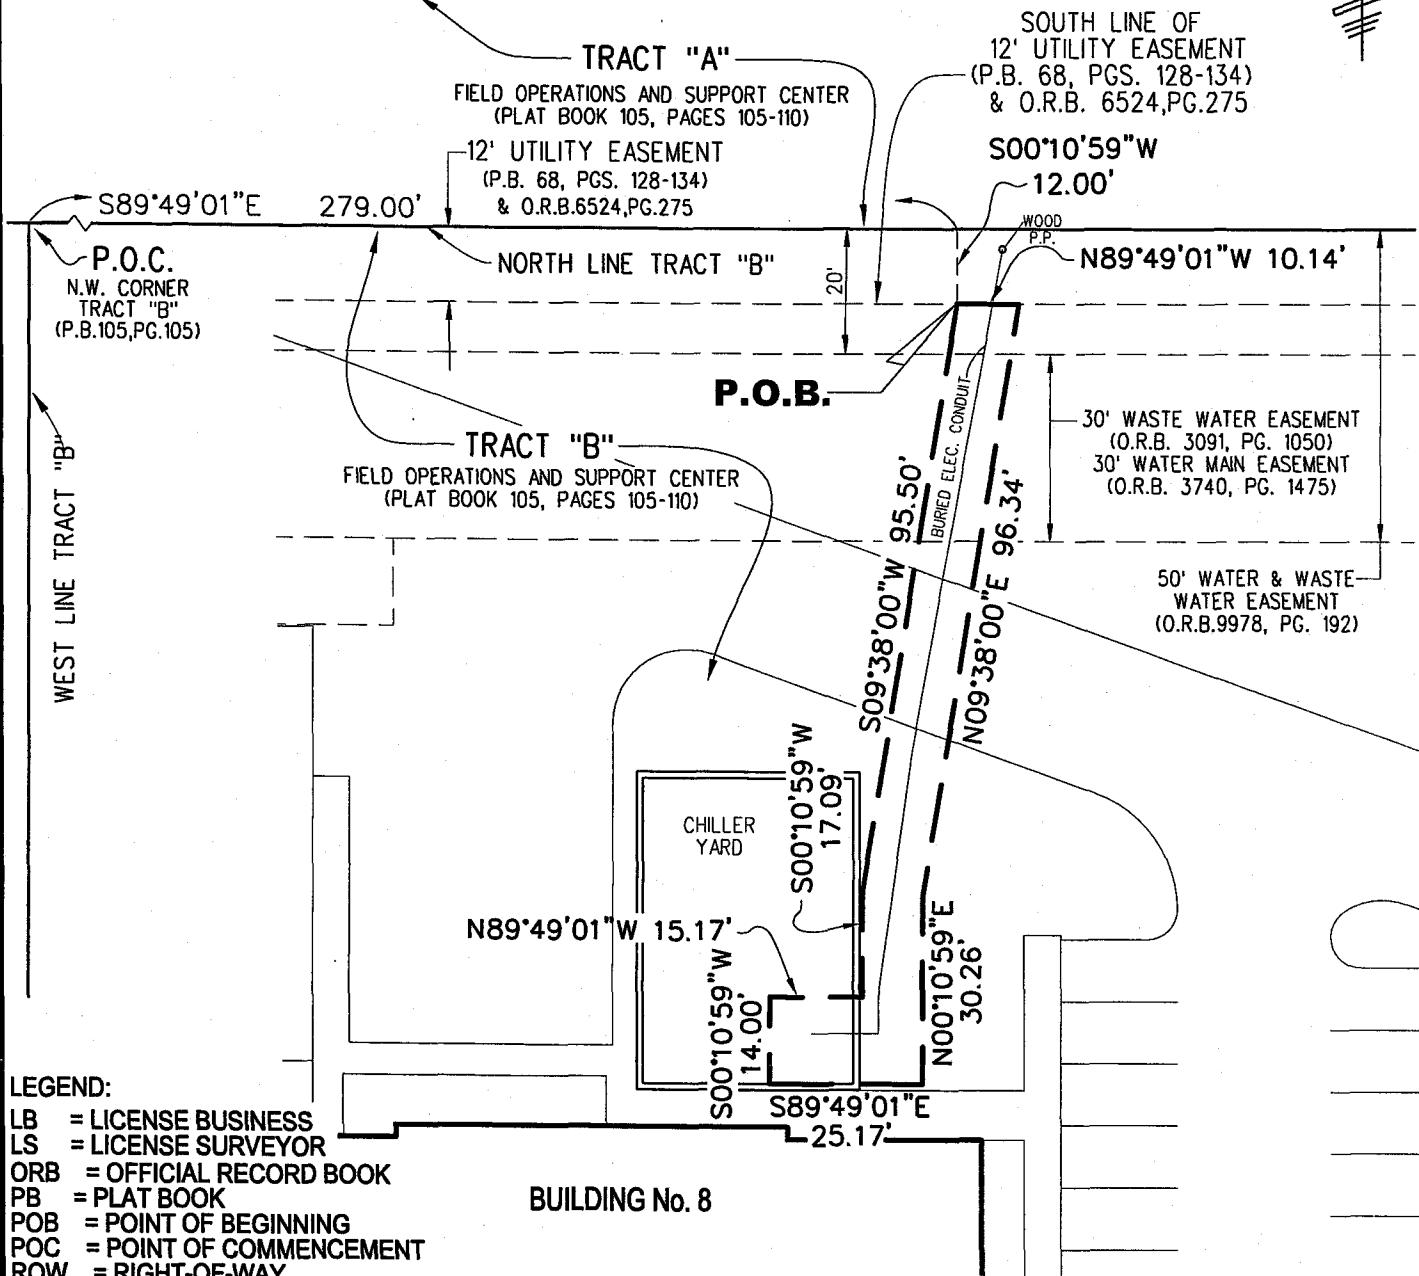 SOUTH LINE OF
12' UTILITY EASEMENT
(P.B. 68, PGS. 128-134)
& O.R.B. 6524,PG.275
TRACT "A"
FIELD OPERATIONS AND SUPPORT CENTER
(PLAT BOOK 105, PAGES 105-110)
12' UTILITY EASEMENT
(P.B. 68, PGS. 128-134)
& O.R.B.6524,PG.275
S00°10'59"W
12.00'
S89°49'01"E 279.00'
WOOD
P.P.
P.O.C.
N.W. CORNER
TRACT "B"
(P.B.105,PG.105)
NORTH LINE TRACT "B"
20'
N89°49'01"W 10.14'
P.O.B.
WEST LINE TRACT "B"
TRACT "B"
FIELD OPERATIONS AND SUPPORT CENTER
(PLAT BOOK 105, PAGES 105-110)
BURIED ELEC. CONDUIT
30' WASTE WATER EASEMENT
(O.R.B. 3091, PG. 1050)
30' WATER MAIN EASEMENT
(O.R.B. 3740, PG. 1475)
S09°38'00"W 95.50'
N09°38'00"E 96.34'
50' WATER & WASTE
WATER EASEMENT
(O.R.B.9978, PG. 192)
S00°10'59"W
17.09'
CHILLER
YARD
N89°49'01"W 15.17'
S00°10'59"W
14.00'
N00°10'59"E
30.26'
S89°49'01"E
25.17'
LEGEND:
LB = LICENSE BUSINESS
LS = LICENSE SURVEYOR
ORB = OFFICIAL RECORD BOOK
PB = PLAT BOOK
POB = POINT OF BEGINNING
POC = POINT OF COMMENCEMENT
ROW = RIGHT-OF-WAY
BUILDING No. 8